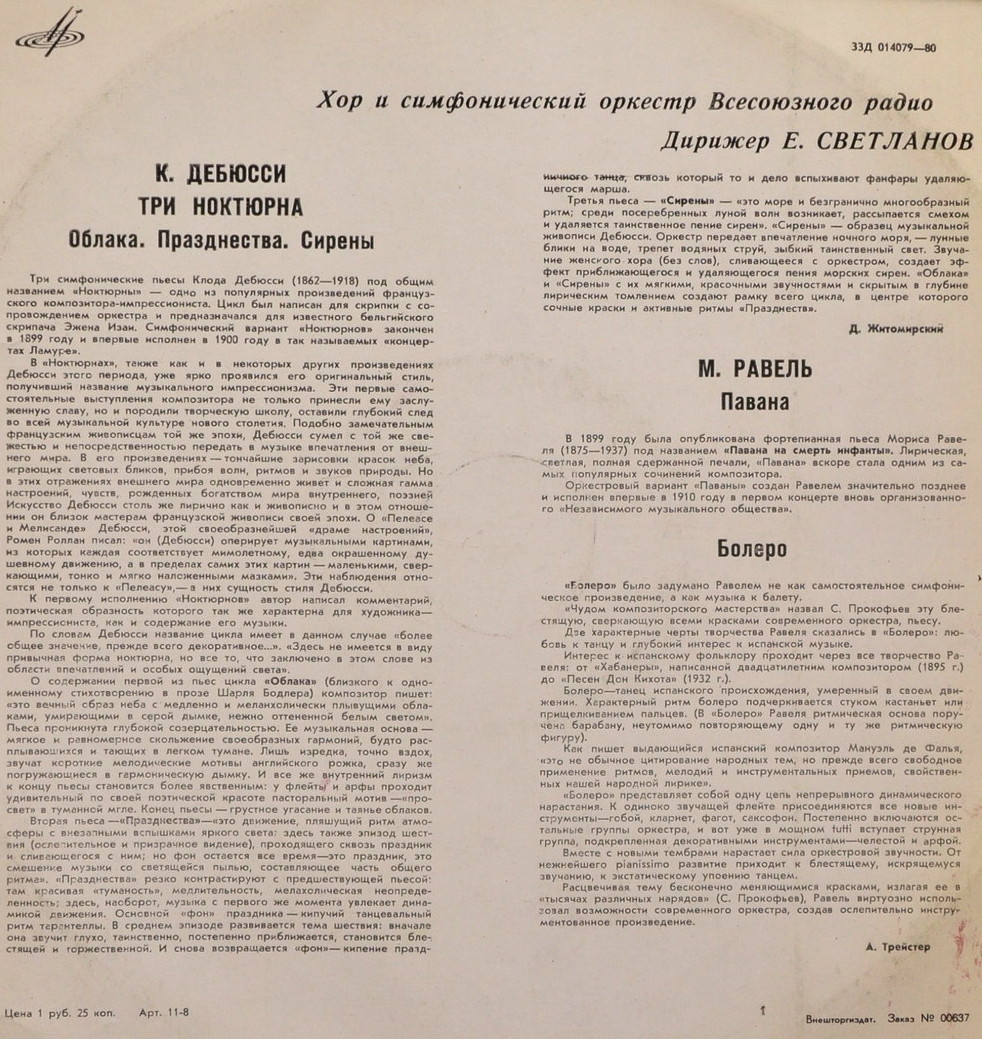 33Д 014079—80
Хор и симфонический оркестр Всесоюзного радио
Дирижер Е. СВЕТЛАНОВ
К. ДЕБЮССИ
ТРИ НОКТЮРНА
Облака. Празднества. Сирены
Три симфонические пьесы Клода Дебюсси (1862—1918) под общим
названием «Ноктюрны» — одно из популярных произведений француз-
ского композитора-импрессиониста. Цикл был написан для скрипки с со-
провождением оркестра и предназначался для известного бельгийского
скрипача Эжена Изаи. Симфонический вариант «Ноктюрнов» закончен
в 1899 году и впервые исполнен в 1900 году в так называемых «концер-
тах Ламуре».
В «Ноктюрнах», также как и в некоторых других произведениях
Дебюсси этого периода, уже ярко проявился его оригинальный стиль,
получивший название музыкального импрессионизма. Эти первые само-
стоятельные выступления композитора не только принесли ему заслу-
женную славу, но и породили творческую школу, оставили глубокий след
во всей музыкальной культуре нового столетия. Подобно замечательным
французским живописцам той же эпохи, Дебюсси сумел с той же све-
жестью и непосредственностью передать в музыке впечатления от внеш-
него мира. В его произведениях — тончайшие зарисовки красок неба,
играющих световых бликов, прибоя волн, ритмов и звуков природы. Но
в этих отражениях внешнего мира одновременно живет и сложная гамма
настроений, чувств, рожденных богатством мира внутреннего, поэзией
Искусство Дебюсси столь же лирично как и живописно и в этом отноше-
нии он близок мастерам французской живописи своей эпохи. О «Пелеасе
и Мелисанде» Дебюсси, этой своеобразнейшей «драме настроений»,
Ромен Роллан писал: «он (Дебюсси) оперирует музыкальными картинами,
из которых каждая соответствует мимолетному, едва окрашенному ду-
шевному движению, а в пределах самих этих картин — маленькими, свер-
кающими, тонко и мягко наложенными мазками». Эти наблюдения отно-
сятся не только к «Пелеасу»,— в них сущность стиля Дебюсси.
К первому исполнению «Ноктюрнов» автор написал комментарий,
поэтическая образность которого так же характерна для художника—
импрессиониста, как и содержание его музыки.
По словам Дебюсси название цикла имеет в данном случае «более
общее значение, прежде всего декоративное...». «Здесь не имеется в виду
привычная форма ноктюрна, но все то, что заключено в этом слове из
области впечатлений и особых ощущений света».
О содержании первой из пьес цикла «Облака» (близкого к одно-
именному стихотворению в прозе Шарля Бодлера) композитор пишет:
«это вечный образ неба с медленно и меланхолически плывущими обла-
ками, умирающими в серой дымке, нежно оттененной белым светом».
Пьеса проникнута глубокой созерцательностью. Ее музыкальная основа —
мягкое и равномерное скольжение своеобразных гармоний, будто рас-
плывающихся и тающих в легком тумане. Лишь изредка, точно вздох,
звучат короткие мелодические мотивы английского рожка, сразу же
погружающиеся в гармоническую дымку. И все же внутренний лиризм
к концу пьесы становится более явственным: у флейты и арфы проходит
удивительный по своей поэтической красоте пасторальный мотив —«про-
свет» в туманной мгле. Конец пьесы — грустное угасание и таянье облаков.
Вторая пьеса —«Празднества»—«это движение, пляшущий ритм атмо-
сферы с внезапными вспышками яркого света: здесь также эпизод шест-
вия (ослепительное и призрачное видение), проходящего сквозь праздник
и сливающегося с ним; но фон остается все время—это праздник, это
смешение музыки со светящейся пылью, составляющее часть общего
ритма». «Празднества» резко контрастируют с предшествующей пьесой:
там красивая «туманость», медлительность, мелахолическая неопреде-
ленность; здесь, наоборот, музыка с первого же момента увлекает дина-
микой движения. Основной «фон» праздника — кипучий танцевальный
ритм тарантеллы. В среднем эпизоде развивается тема шествия: вначале
она звучит глухо, таинственно, постепенно приближается, становится бле-
стящей и торжественной. И снова возвращается «фон»— кипение празд-
ничного танца, сквозь который то и дело вспыхивают фанфары удаляю-
щегося марша.
Третья пьеса — «Сирены» — «это море и безгранично многообразный
ритм; среди посеребренных луной волн возникает, рассыпается смехом
и удаляется таинственное пение сирен». «Сирены» — образец музыкальной
живописи Дебюсси. Оркестр передает впечатление ночного моря, — лунные
блики на воде, трепет водяных струй, зыбкий таинственный свет. Звуча-
ние женского хора (без слов), сливающееся с оркестром, создает эф-
фект приближающегося и удаляющегося пения морских сирен. «Облака»
и «Сирены» с их мягкими, красочными звучностями и скрытым в глубине
лирическим томлением создают рамку всего цикла, в центре которого
сочные краски и активные ритмы «Празднеств».
Д. Житомирский
М. РАВЕЛЬ
Павана
В 1899 году была опубликована фортепианная пьеса Мориса Раве-
ля (1875—1937) под названием «Павана на смерть инфанты». Лирическая,
светлая, полная сдержанной печали, «Павана» вскоре стала одним из са-
мых популярных сочинений композитора.
Оркестровый вариант «Паваны» создан Равелем значительно позднее
и исполнен впервые в 1910 году в первом концерте вновь организованно-
го «Независимого музыкального общества».
Болеро
«Болеро» было задумано Равелем не как самостоятельное симфони-
ческое произведение, а как музыка к балету.
«Чудом композиторского мастерства» назвал С. Прокофьев эту бле-
стящую, сверкающую всеми красками современного оркестра, пьесу.
Две характерные черты творчества Равеля сказались в «Болеро»: лю-
бовь к танцу и глубокий интерес к испанской музыке.
Интерес к испанскому фольклору проходит через все творчество Ра-
веля: от «Хабанеры», написанной двадцатилетним композитором (1895 г.)
до «Песен Дон Кихота» (1932 г.).
Болеро—танец испанского происхождения, умеренный в своем дви-
жении. Характерный ритм болеро подчеркивается стуком кастаньет или
прищелкиванием пальцев. (В «Болеро» Равеля ритмическая основа пору-
чена барабану, неутомимо повторяющему одну и ту же ритмическую
фигуру).
Как пишет выдающийся испанский композитор Мануэль де Фалья,
«это не обычное цитирование народных тем, но прежде всего свободное
применение ритмов, мелодий и инструментальных приемов, свойствен-
ных нашей народной лирике».
«Болеро» представляет собой одну цепь непрерывного динамического
нарастания. К одиноко звучащей флейте присоединяются все новые ин-
струменты—гобой, кларнет, фагот, саксофон. Постепенно включаются ос-
тальные группы оркестра, и вот уже в мощном tutti вступает струнная
группа, подкрепленная декоративными инструментами—челестой и арфой.
Вместе с новыми тембрами нарастает сила оркестровой звучности. От
нежнейшего pianissimo развитие приходит к блестящему, искрящемуся
звучанию, к экстатическому упоению танцем.
Расцвечивая тему бесконечно меняющимися красками, излагая ее в
«тысячах различных нарядов» (С. Прокофьев), Равель виртуозно исполь-
зовал возможности современного оркестра, создав ослепительно инстру-
ментованное произведение.
А. Трейстер
Цена 1 руб. 25 коп. Арт. 11-8
1
Внешторгиздат. Заказ № 00637